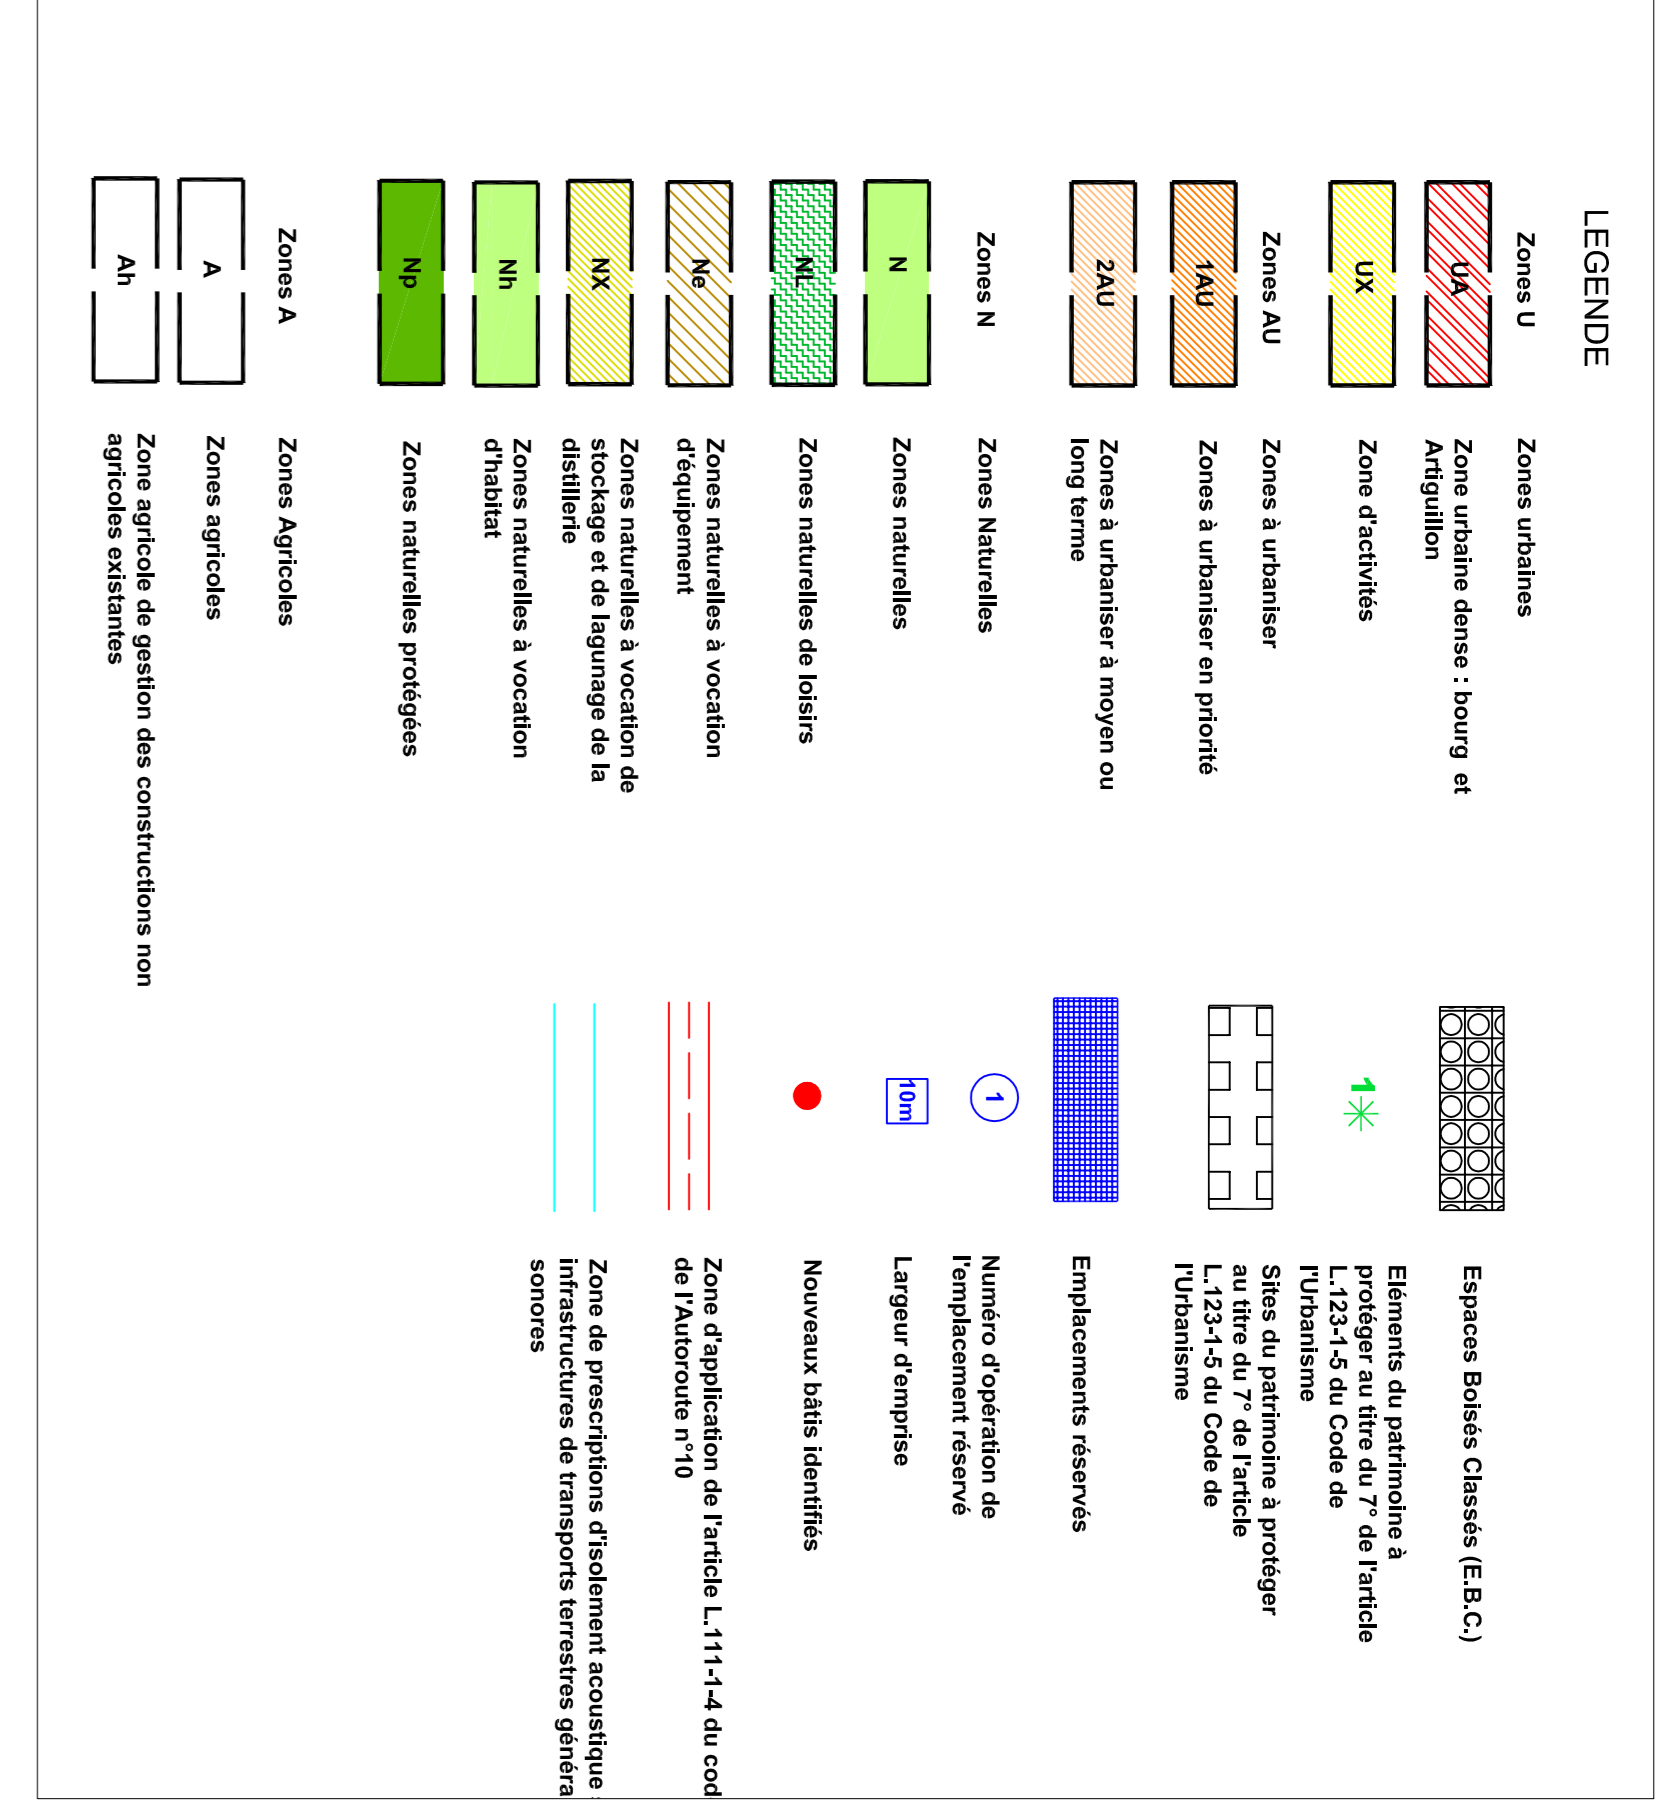 LEGENDE
Zones U
Zones urbaines
UA
Zone urbaine dense : bourg et
Artiguillon
UX
Zone d'activités
Zones AU
Zones à urbaniser
1AU
Zones à urbaniser en priorité
2AU
Zones à urbaniser à moyen ou
long terme
Zones N
Zones Naturelles
N
Zones naturelles
NL
Zones naturelles de loisirs
Ne
Zones naturelles à vocation
d'équipement
NX
Zones naturelles à vocation de
stockage et de lagunage de la
distillerie
Nh
Zones naturelles à vocation
d'habitat
Np
Zones naturelles protégées
Zones A
Zones Agricoles
A
Zones agricoles
Ah
Zone agricole de gestion des constructions non
agricoles existantes
Espaces Boisés Classés (E.B.C.)
1
Eléments du patrimoine à
protéger au titre du 7° de l'article
L.123-1-5 du Code de
l'Urbanisme
Sites du patrimoine à protéger
au titre du 7° de l'article
L.123-1-5 du Code de
l'Urbanisme
Emplacements réservés
1
Numéro d'opération de
l'emplacement réservé
10m
Largeur d'emprise
Nouveaux bâtis identifiés
Zone d'application de l'article L.111-1-4 du cod
de l'Autoroute n°10
Zone de prescriptions d'isolement acoustique :
infrastructures de transports terrestres généra
sonores